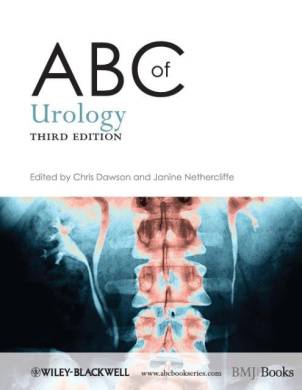 ABC of
Urology
THIRD EDITION
Edited by Chris Dawson and Janine Nethercliffe
WILEY-BLACKWELL www.abcbookseries.com BMJ|Books